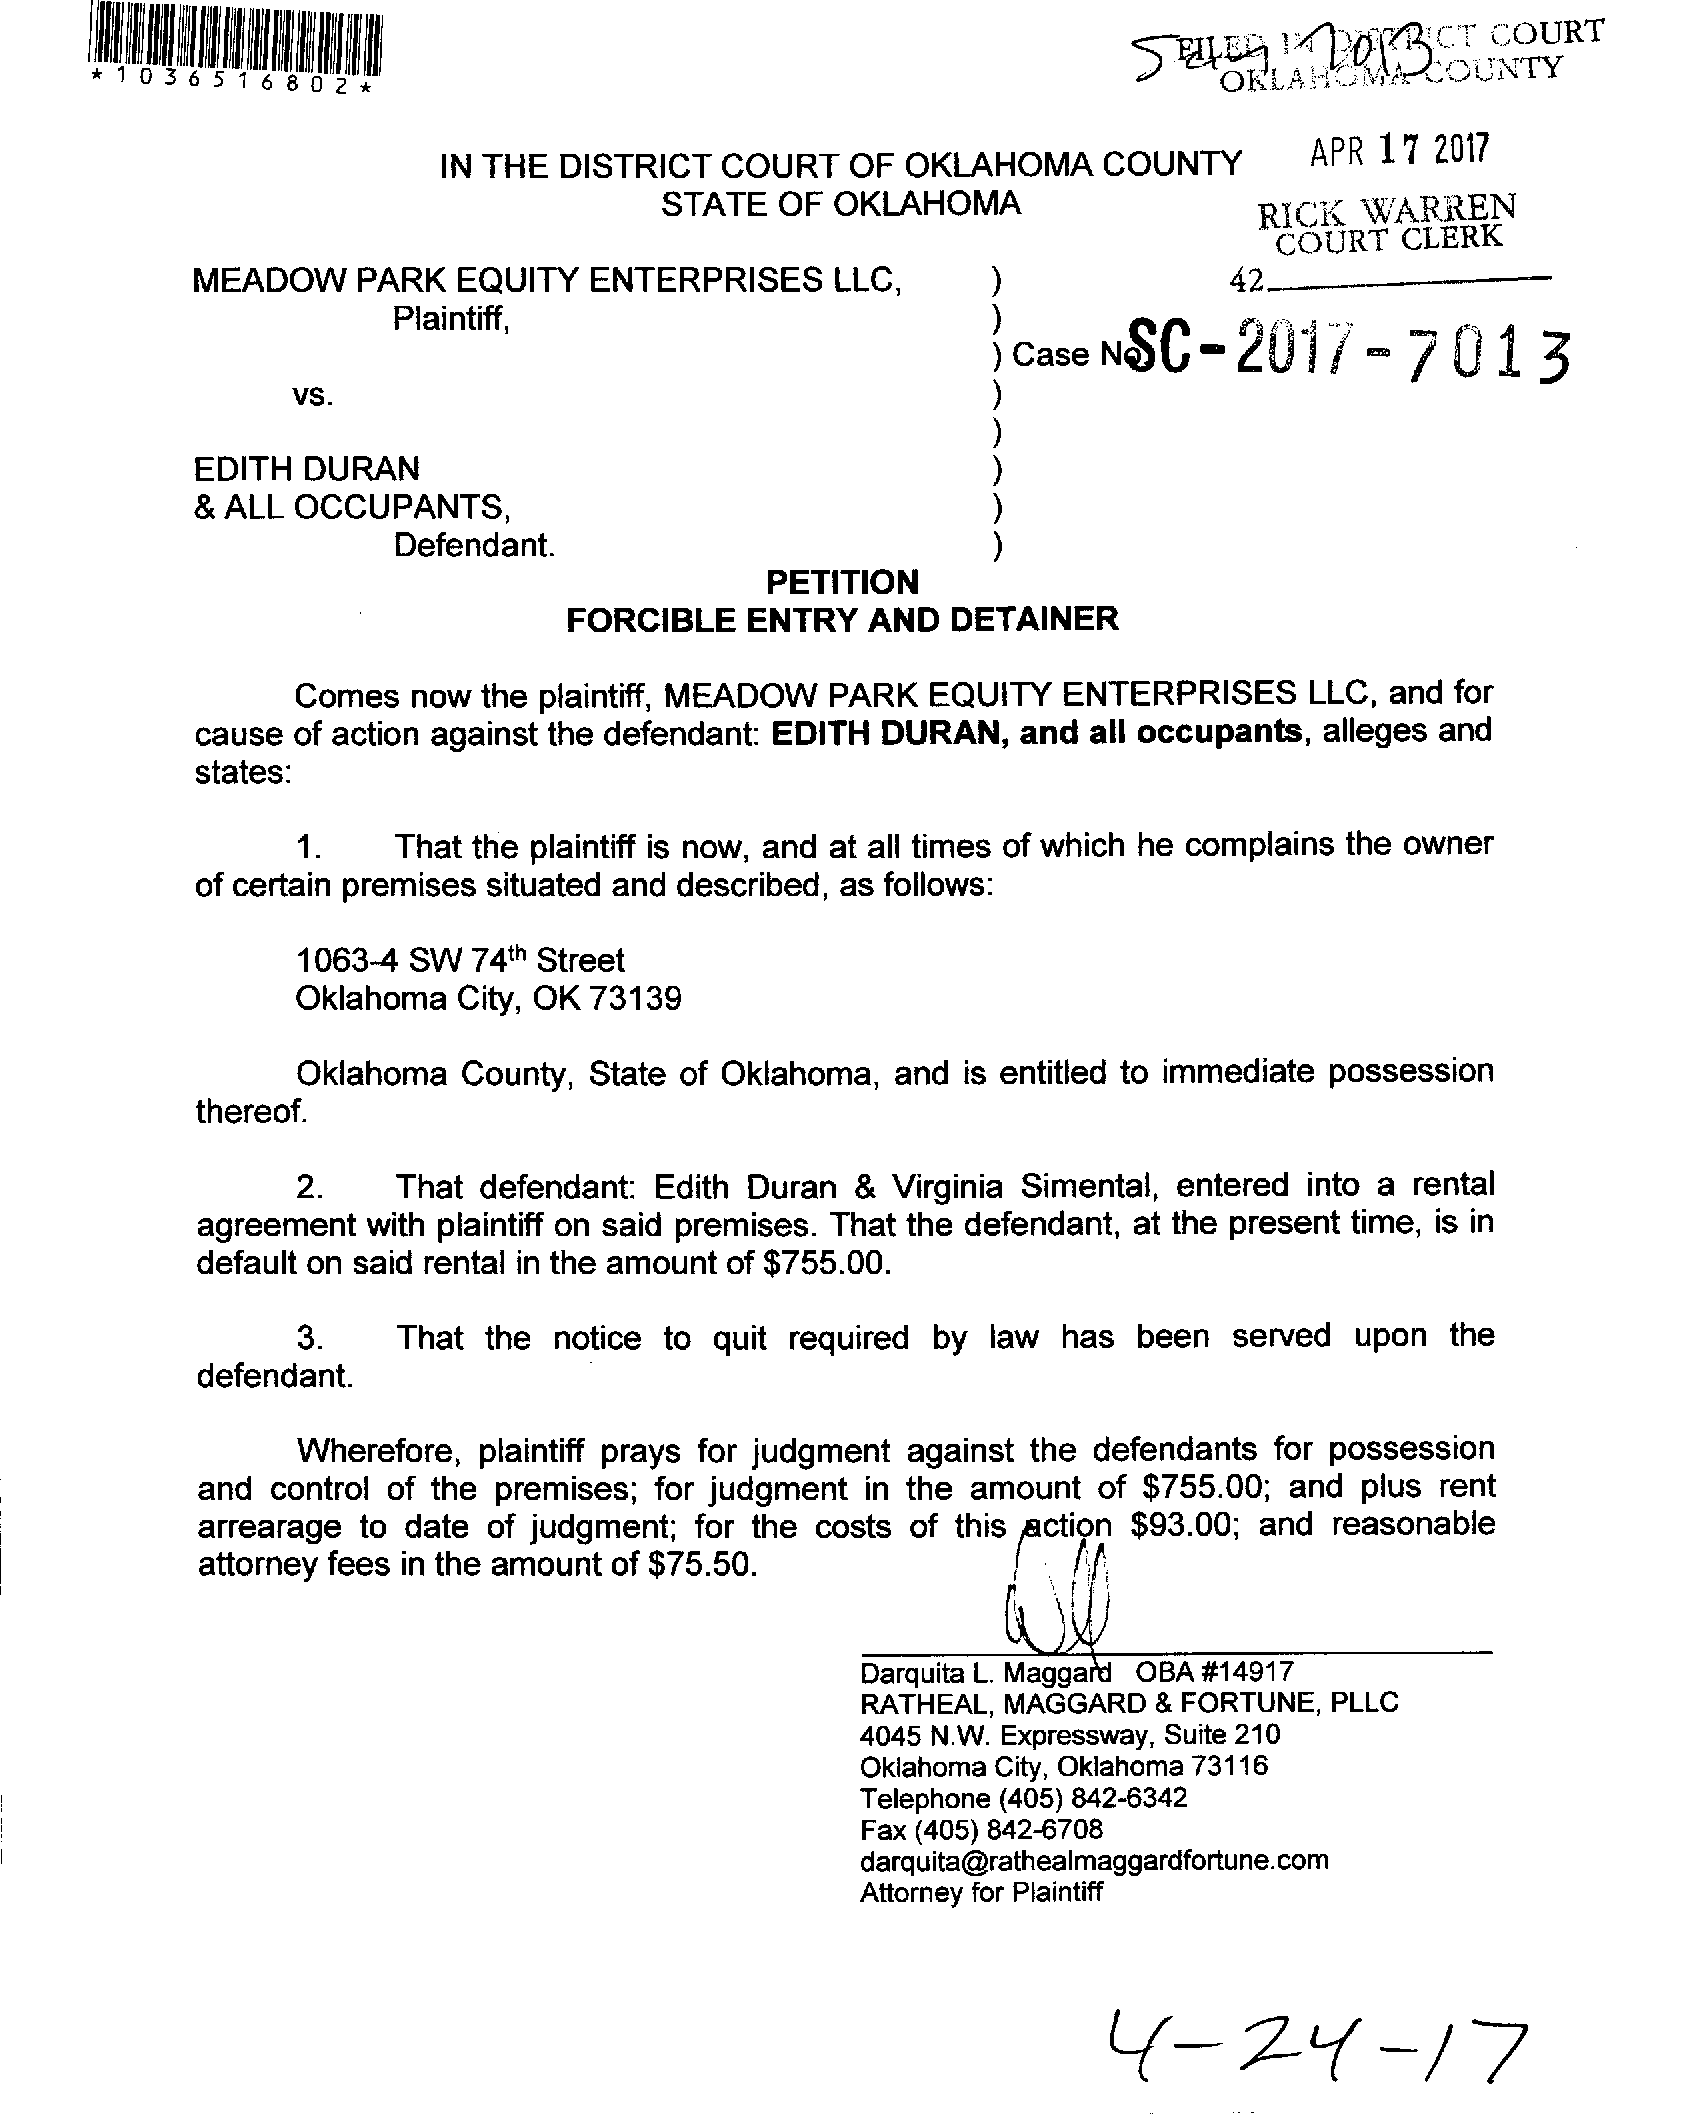 *1036516802*
FILED IN DISTRICT COURT
OKLAHOMA COUNTY
APR 17 2017
RICK WARREN
COURT CLERK
42
IN THE DISTRICT COURT OF OKLAHOMA COUNTY
STATE OF OKLAHOMA
MEADOW PARK EQUITY ENTERPRISES LLC, )
Plaintiff, )
) Case No SC-2017-7013
vs. )
)
EDITH DURAN )
& ALL OCCUPANTS, )
Defendant. )
PETITION
FORCIBLE ENTRY AND DETAINER
Comes now the plaintiff, MEADOW PARK EQUITY ENTERPRISES LLC, and for
cause of action against the defendant: EDITH DURAN, and all occupants, alleges and
states:
1. That the plaintiff is now, and at all times of which he complains the owner
of certain premises situated and described, as follows:
1063-4 SW 74th Street
Oklahoma City, OK 73139
Oklahoma County, State of Oklahoma, and is entitled to immediate possession
thereof.
2. That defendant: Edith Duran & Virginia Simental, entered into a rental
agreement with plaintiff on said premises. That the defendant, at the present time, is in
default on said rental in the amount of $755.00.
3. That the notice to quit required by law has been served upon the
defendant.
Wherefore, plaintiff prays for judgment against the defendants for possession
and control of the premises; for judgment in the amount of $755.00; and plus rent
arrearage to date of judgment; for the costs of this action $93.00; and reasonable
attorney fees in the amount of $75.50.
Darquita L. Maggard OBA #14917
RATHEAL, MAGGARD & FORTUNE, PLLC
4045 N.W. Expressway, Suite 210
Oklahoma City, Oklahoma 73116
Telephone (405) 842-6342
Fax (405) 842-6708
darquita@rathealmaggardfortune.com
Attorney for Plaintiff
4-24-17